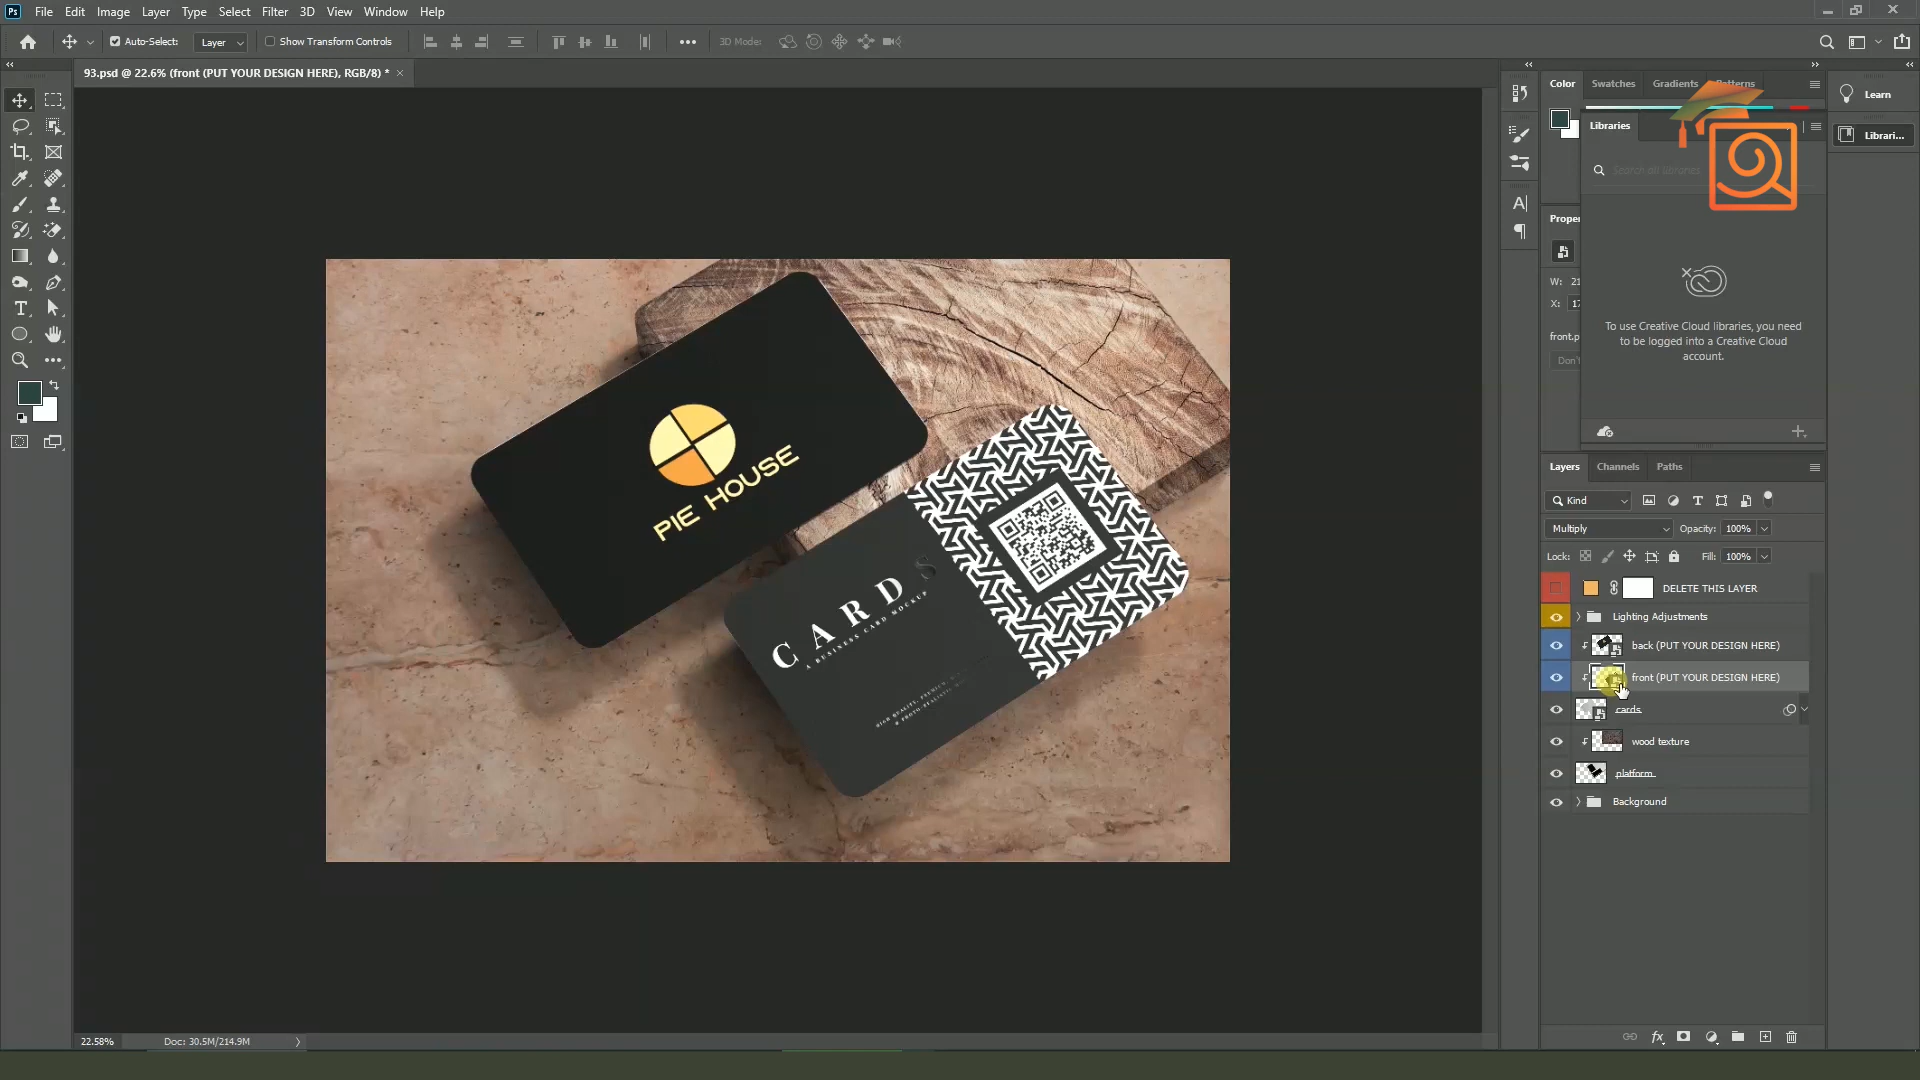 Ps File Edit Image Layer Type Select Filter 3D View Window Help
Auto-Select: Layer Show Transform Controls 3D Mode:
93.psd @ 22.6% (front (PUT YOUR DESIGN HERE), RGB/8) * ×
Color Swatches Gradients Patterns
Learn
Libraries
Librari...
Search all libraries
Proper
W: 21
X: 17
To use Creative Cloud libraries, you need
to be logged into a Creative Cloud
account.
front.p
Don't
PIE HOUSE
CARDS
A BUSINESS CARD MOCKUP
Layers Channels Paths
Kind
Multiply Opacity: 100%
Lock: Fill: 100%
DELETE THIS LAYER
Lighting Adjustments
back (PUT YOUR DESIGN HERE)
front (PUT YOUR DESIGN HERE)
cards
wood texture
platform
Background
22.58% Doc: 30.5M/214.9M